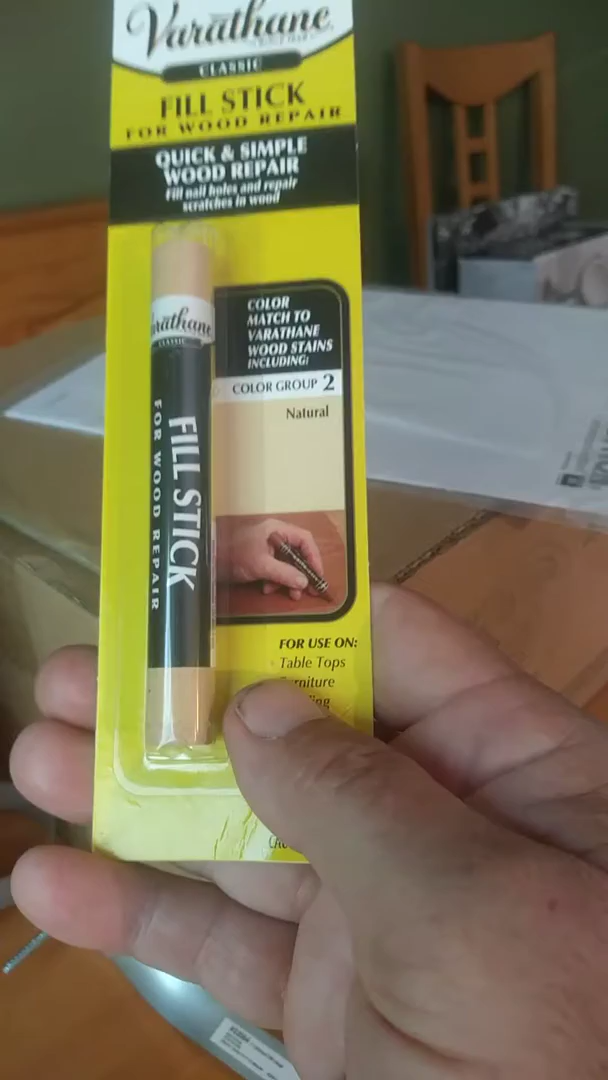 Varathane
CLASSIC
FILL STICK
FOR WOOD REPAIR
QUICK & SIMPLE
WOOD REPAIR
Fill nail holes and repair
scratches in wood
Varathane
CLASSIC
FILL STICK
FOR WOOD REPAIR
COLOR
MATCH TO
VARATHANE
WOOD STAINS
INCLUDING:
COLOR GROUP 2
Natural
FOR USE ON:
Table Tops